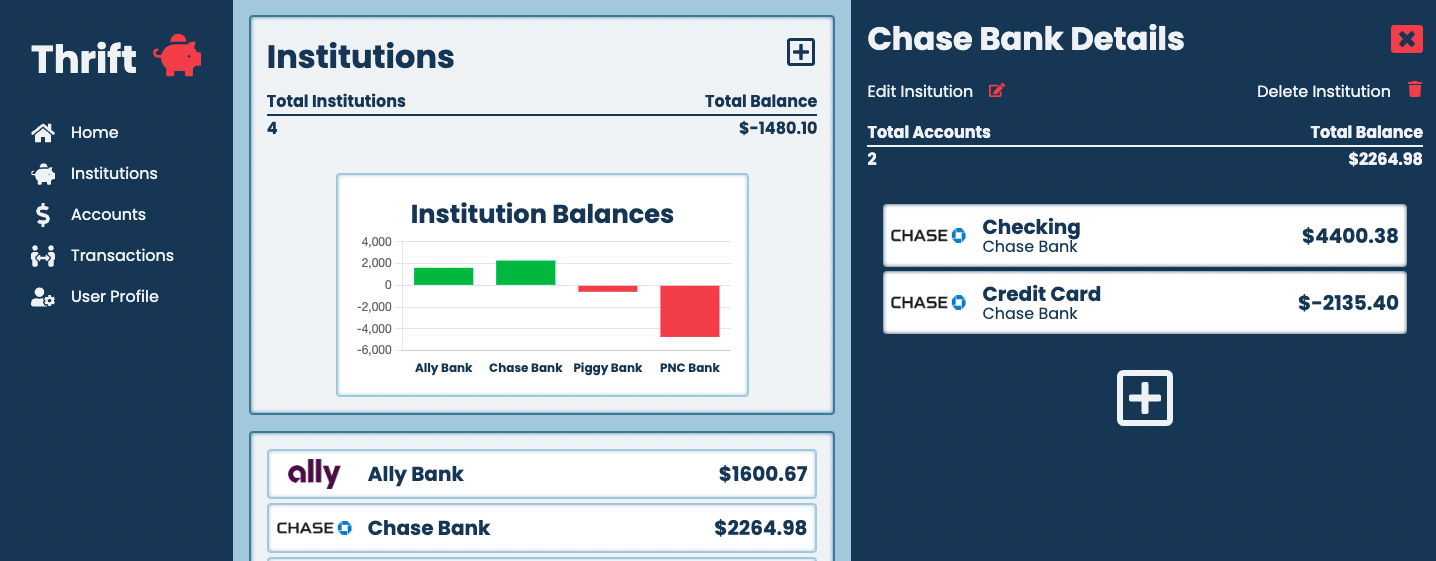 Thrift
Home
Institutions
Accounts
Transactions
User Profile
Institutions
Total Institutions Total Balance
4 $-1480.10
Institution Balances
4,000
2,000
0
-2,000
-4,000
-6,000
Ally Bank Chase Bank Piggy Bank PNC Bank
ally Ally Bank $1600.67
CHASE Chase Bank $2264.98
Chase Bank Details
Edit Insitution Delete Institution
Total Accounts Total Balance
2 $2264.98
CHASE Checking $4400.38
Chase Bank
CHASE Credit Card $-2135.40
Chase Bank